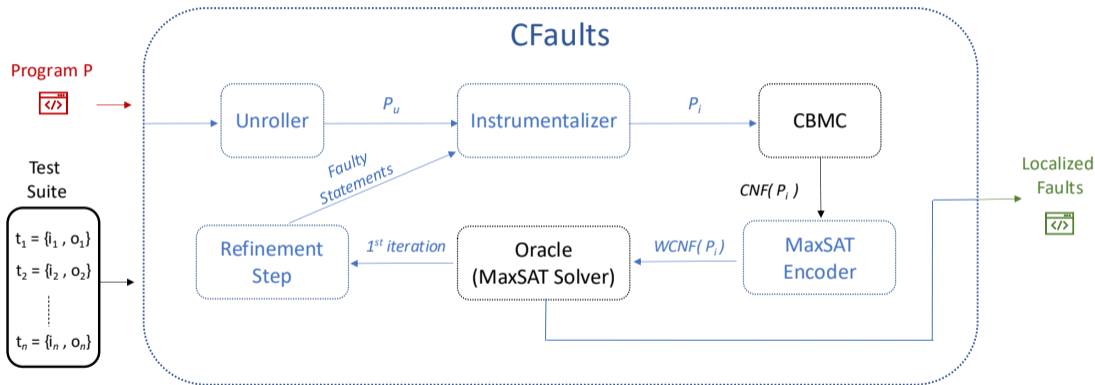 CFaults
Program P
</>
Unroller
P_u
Instrumentalizer
P_i
CBMC
Faulty
Statements
CNF( P_i )
Test
Suite
t_1 = {i_1 , o_1}
t_2 = {i_2 , o_2}
t_n = {i_n , o_n}
Refinement
Step
1^st iteration
Oracle
(MaxSAT Solver)
WCNF( P_i )
MaxSAT
Encoder
Localized
Faults
</>